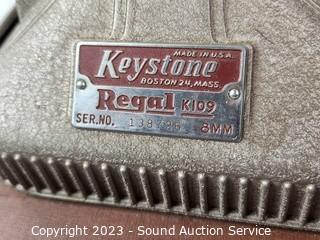 MADE IN U.S.A.
Keystone
BOSTON 24, MASS.
Regal K109
SER.NO. 8MM
Copyright © 2023 - Sound Auction Service